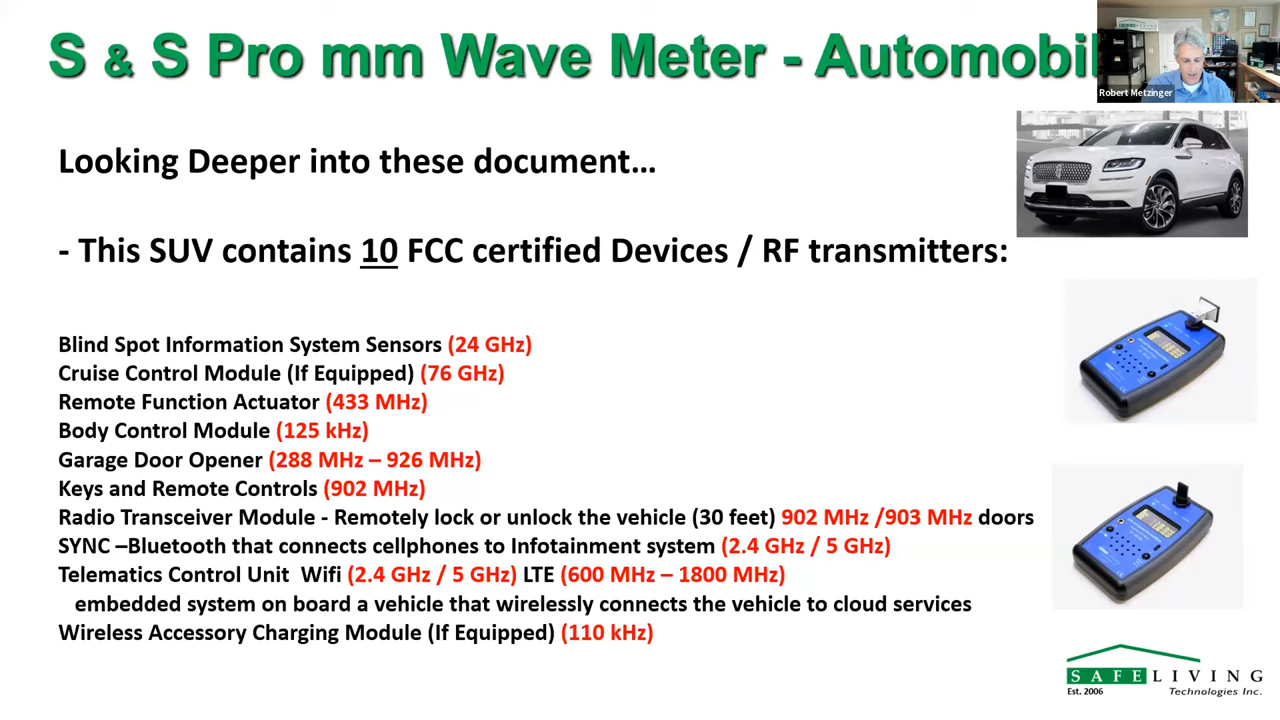 S & S Pro mm Wave Meter - Automobil
Robert Metzinger
Looking Deeper into these document...
- This SUV contains 10 FCC certified Devices / RF transmitters:
Blind Spot Information System Sensors (24 GHz)
Cruise Control Module (If Equipped) (76 GHz)
Remote Function Actuator (433 MHz)
Body Control Module (125 kHz)
Garage Door Opener (288 MHz – 926 MHz)
Keys and Remote Controls (902 MHz)
Radio Transceiver Module - Remotely lock or unlock the vehicle (30 feet) 902 MHz /903 MHz doors
SYNC –Bluetooth that connects cellphones to Infotainment system (2.4 GHz / 5 GHz)
Telematics Control Unit Wifi (2.4 GHz / 5 GHz) LTE (600 MHz – 1800 MHz)
embedded system on board a vehicle that wirelessly connects the vehicle to cloud services
Wireless Accessory Charging Module (If Equipped) (110 kHz)
SAFE LIVING
Est. 2006 Technologies Inc.